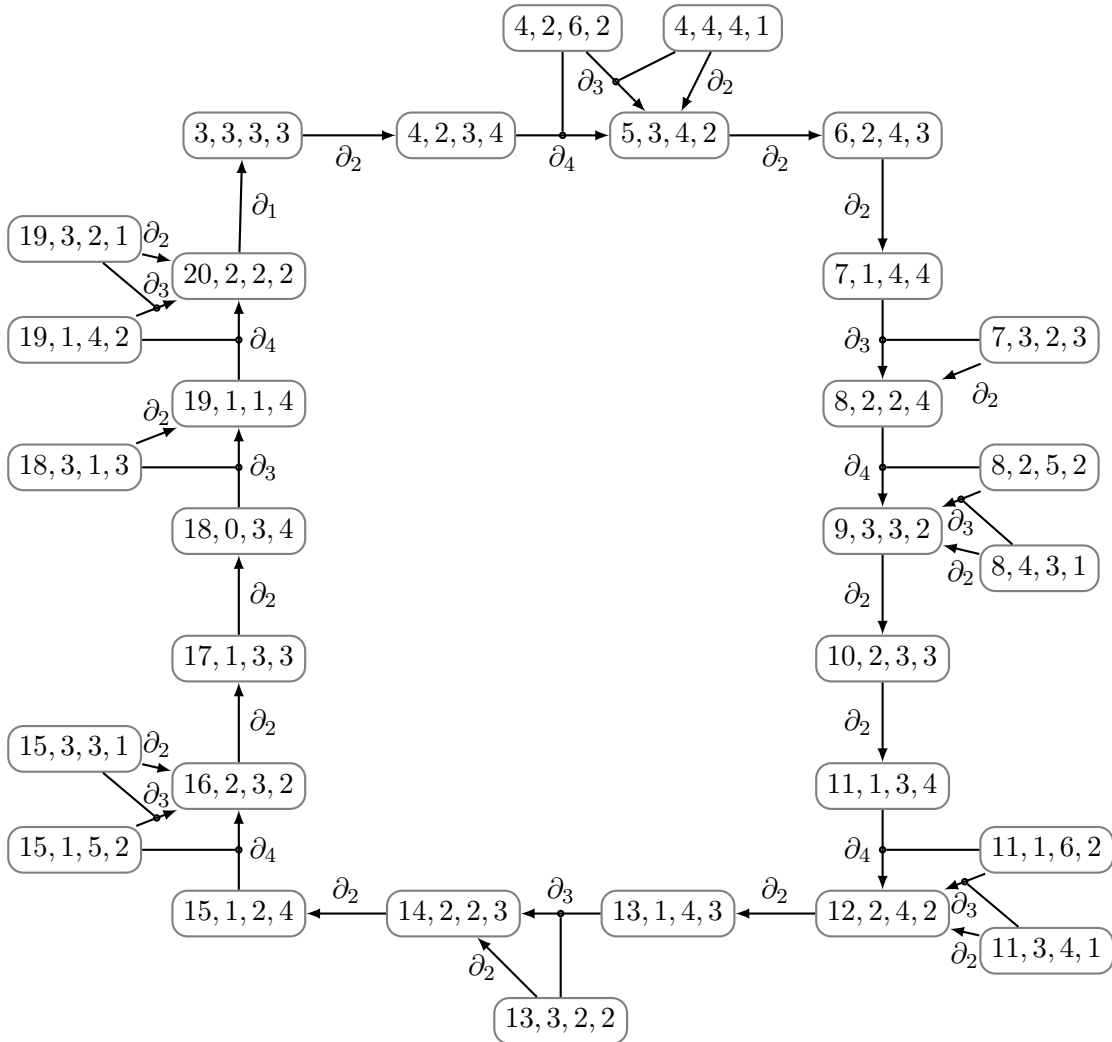 4, 2, 6, 2 4, 4, 4, 1
∂3 ∂2
3, 3, 3, 3 4, 2, 3, 4 5, 3, 4, 2 6, 2, 4, 3
∂2 ∂4 ∂2
∂1 ∂2
19, 3, 2, 1 ∂2
20, 2, 2, 2 7, 1, 4, 4
∂3
19, 1, 4, 2 ∂4 ∂3 7, 3, 2, 3
∂2
19, 1, 1, 4 8, 2, 2, 4
∂2
18, 3, 1, 3 ∂3 ∂4 8, 2, 5, 2
18, 0, 3, 4 9, 3, 3, 2 ∂3
∂2 8, 4, 3, 1
∂2 ∂2
17, 1, 3, 3 10, 2, 3, 3
∂2 ∂2
15, 3, 3, 1 ∂2
16, 2, 3, 2 11, 1, 3, 4
∂3
15, 1, 5, 2 ∂4 ∂4 11, 1, 6, 2
∂2 ∂3 ∂2 ∂3
15, 1, 2, 4 14, 2, 2, 3 13, 1, 4, 3 12, 2, 4, 2
∂2 11, 3, 4, 1
∂2
13, 3, 2, 2